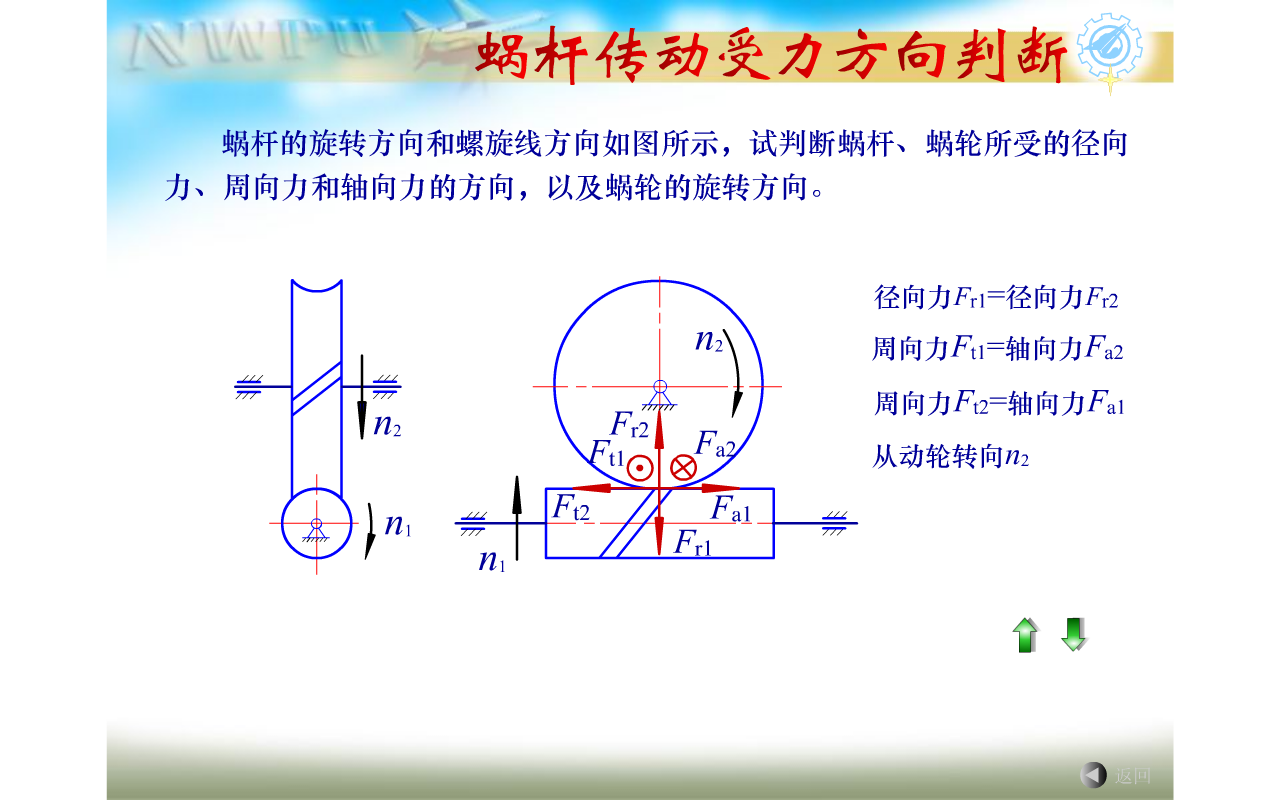 NWPU
蜗杆传动受力方向判断
蜗杆的旋转方向和螺旋线方向如图所示，试判断蜗杆、蜗轮所受的径向
力、周向力和轴向力的方向，以及蜗轮的旋转方向。
径向力Fr1=径向力Fr2
周向力Ft1=轴向力Fa2
周向力Ft2=轴向力Fa1
从动轮转向n2
n2
n1
n2
Fr2
Ft1
Fa2
Ft2
Fa1
Fr1
n1
返回